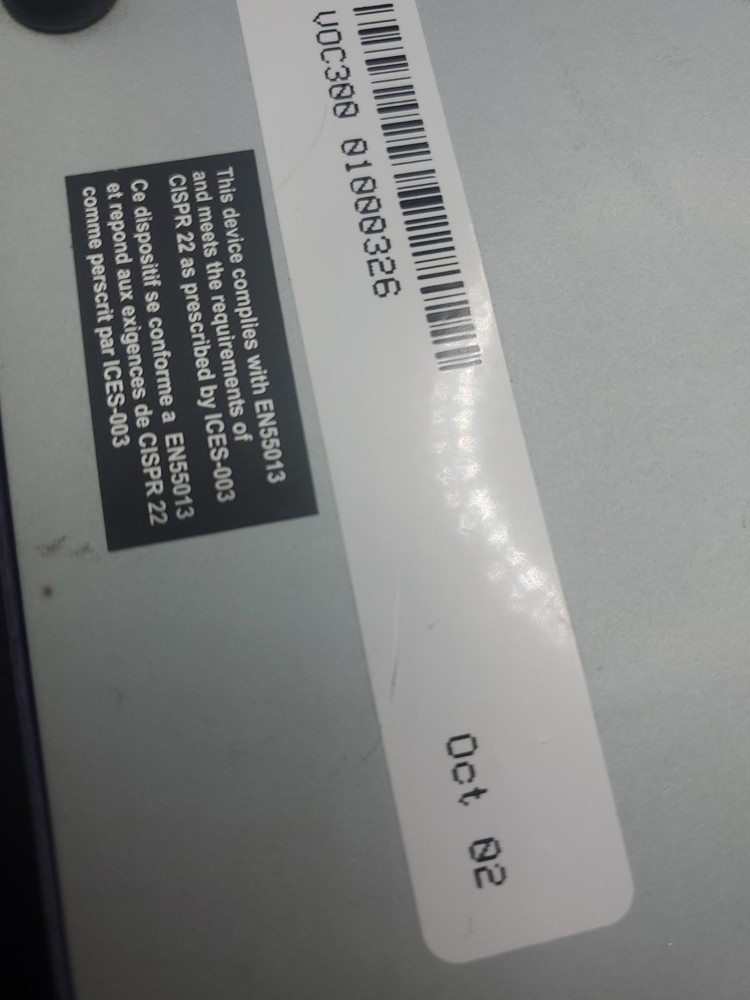 VOC300 01000326
Oct 02
This device complies with EN55013
and meets the requirements of
CISPR 22 as prescribed by ICES-003
Ce dispositif se conforme a EN55013
et repond aux exigences de CISPR 22
comme perscrit par ICES-003